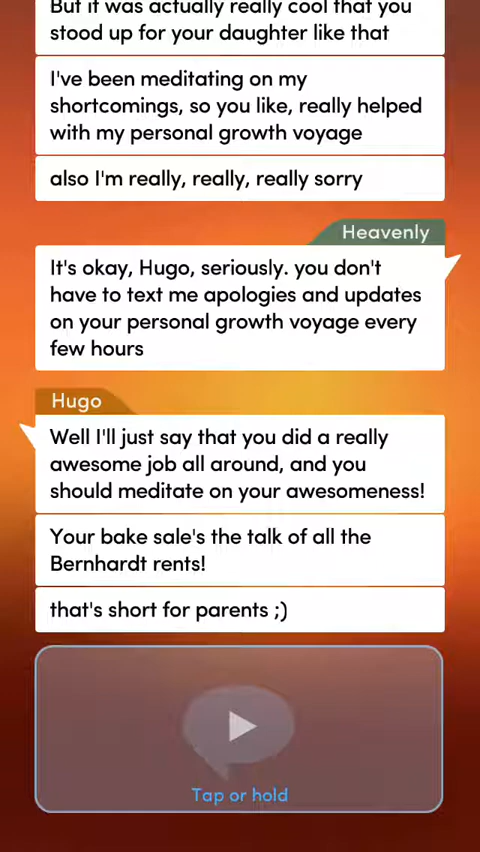 But it was actually really cool that you
stood up for your daughter like that
I've been meditating on my
shortcomings, so you like, really helped
with my personal growth voyage
also I'm really, really, really sorry
Heavenly
It's okay, Hugo, seriously. you don't
have to text me apologies and updates
on your personal growth voyage every
few hours
Hugo
Well I'll just say that you did a really
awesome job all around, and you
should meditate on your awesomeness!
Your bake sale's the talk of all the
Bernhardt rents!
that's short for parents ;)
Tap or hold